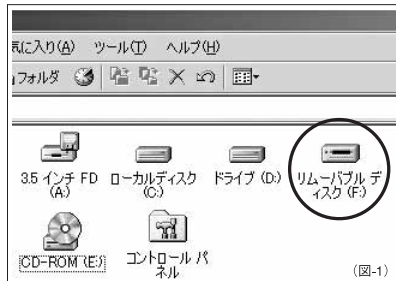 気に入り(A) ツール(T) ヘルプ(H)
フォルダ
3.5 インチ FD
(A:)
ローカルディスク
(C:)
ドライブ (D:)
リムーバブル デ
ィスク (F:)
CD-ROM (E:)
コントロール パ
ネル
(図-1)